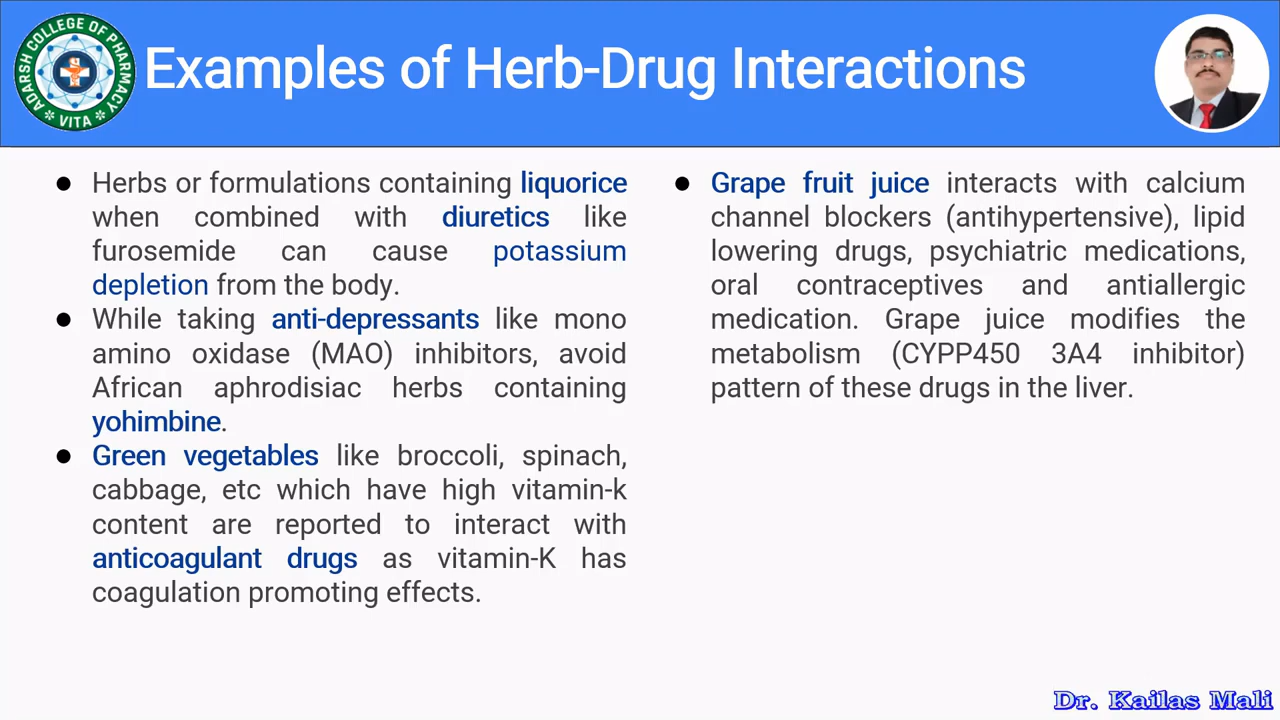 ADARSH COLLEGE OF PHARMACY
VITA
Examples of Herb-Drug Interactions
● Herbs or formulations containing liquorice
when combined with diuretics like
furosemide can cause potassium
depletion from the body.
● While taking anti-depressants like mono
amino oxidase (MAO) inhibitors, avoid
African aphrodisiac herbs containing
yohimbine.
● Green vegetables like broccoli, spinach,
cabbage, etc which have high vitamin-k
content are reported to interact with
anticoagulant drugs as vitamin-K has
coagulation promoting effects.
● Grape fruit juice interacts with calcium
channel blockers (antihypertensive), lipid
lowering drugs, psychiatric medications,
oral contraceptives and antiallergic
medication. Grape juice modifies the
metabolism (CYPP450 3A4 inhibitor)
pattern of these drugs in the liver.
Dr. Kailas Mali